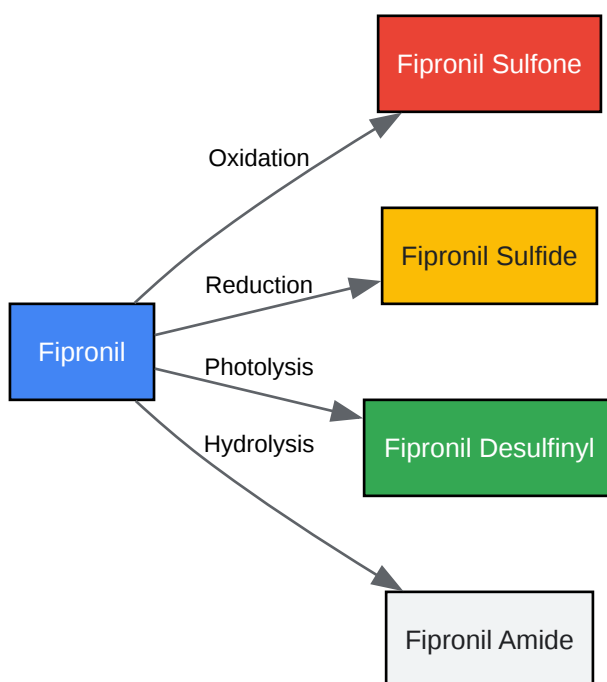 Fipronil Sulfone
Oxidation
Fipronil Sulfide
Reduction
Fipronil
Photolysis
Fipronil Desulfinyl
Hydrolysis
Fipronil Amide